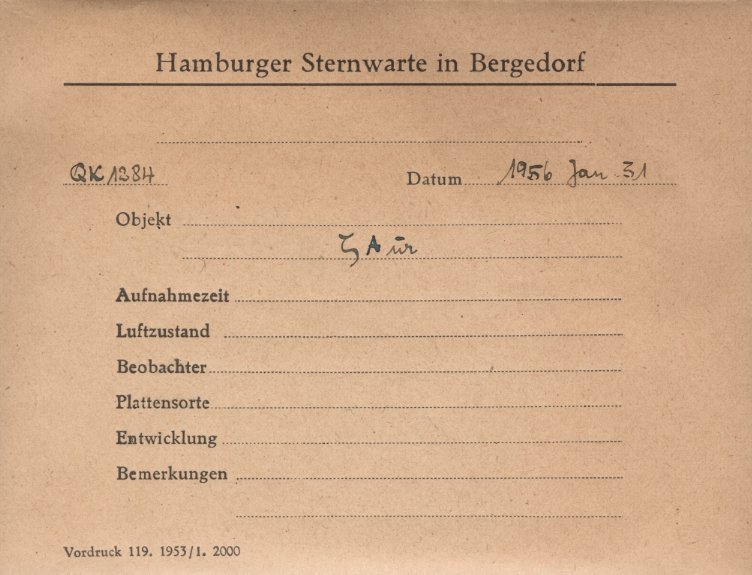 Hamburger Sternwarte in Bergedorf
QK 1384 Datum 1956 Jan 31
Objekt
ζ Aur
Aufnahmezeit
Luftzustand
Beobachter
Plattensorte
Entwicklung
Bemerkungen
Vordruck 119. 1953/1. 2000